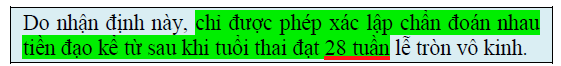 Do nhận định này, chỉ được phép xác lập chẩn đoán nhau
tiền đạo kể từ sau khi tuổi thai đạt 28 tuần lễ tròn vô kinh.